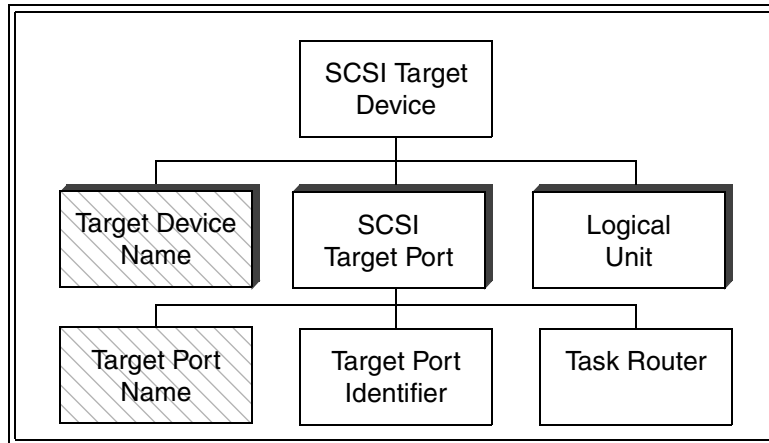 SCSI Target
Device
Target Device
Name
SCSI
Target Port
Logical
Unit
Target Port
Name
Target Port
Identifier
Task Router